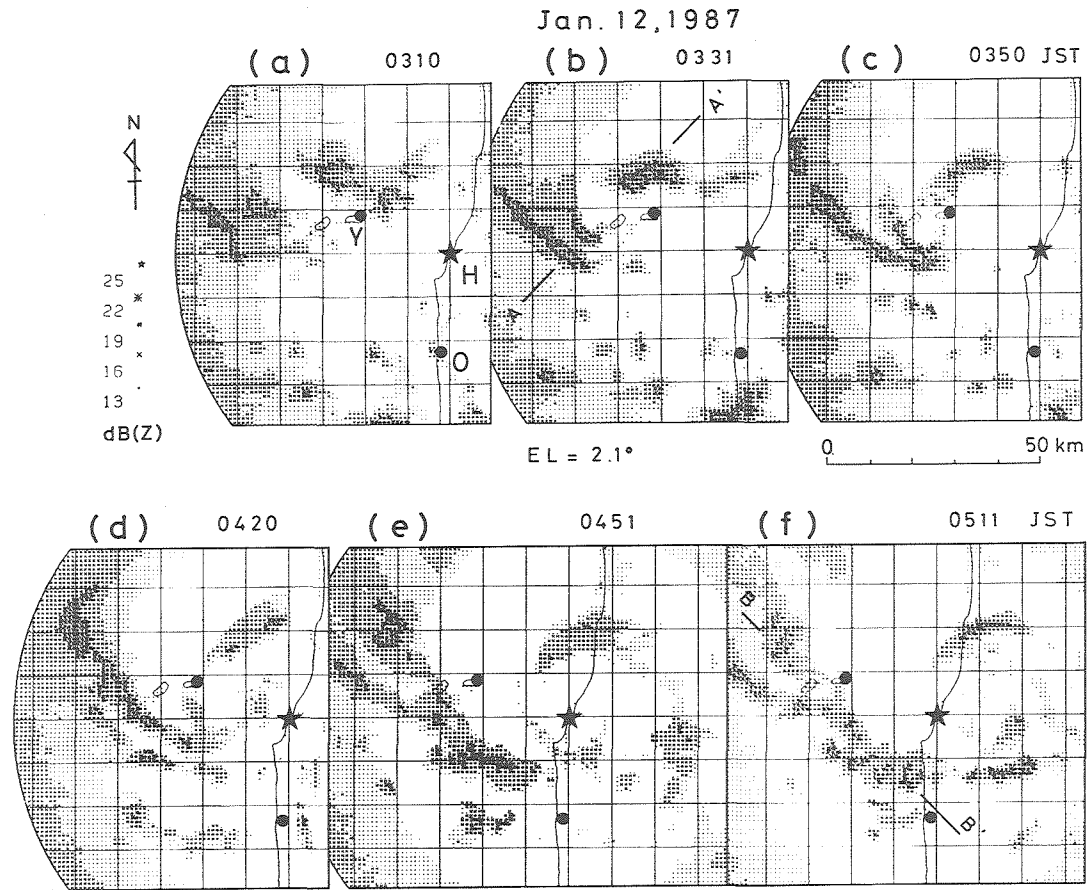 Jan. 12,1987
(a) 0310
(b) 0331
(c) 0350 JST
N
A'
Y
H
A
O
25
22
19
16
13
dB(Z)
EL = 2.1°
0 50 km
(d) 0420
(e) 0451
(f) 0511 JST
B
B